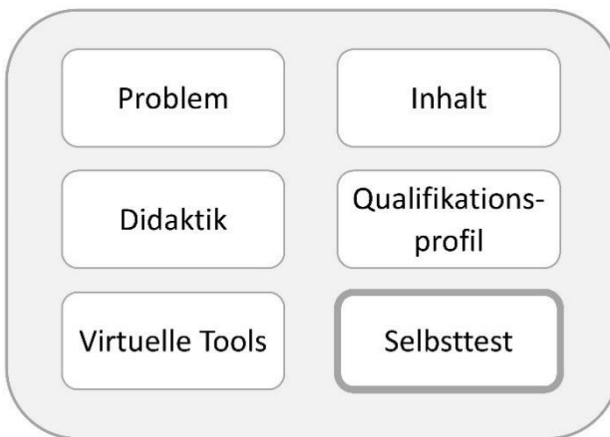 Problem
Inhalt
Didaktik
Qualifikations-
profil
Virtuelle Tools
Selbsttest